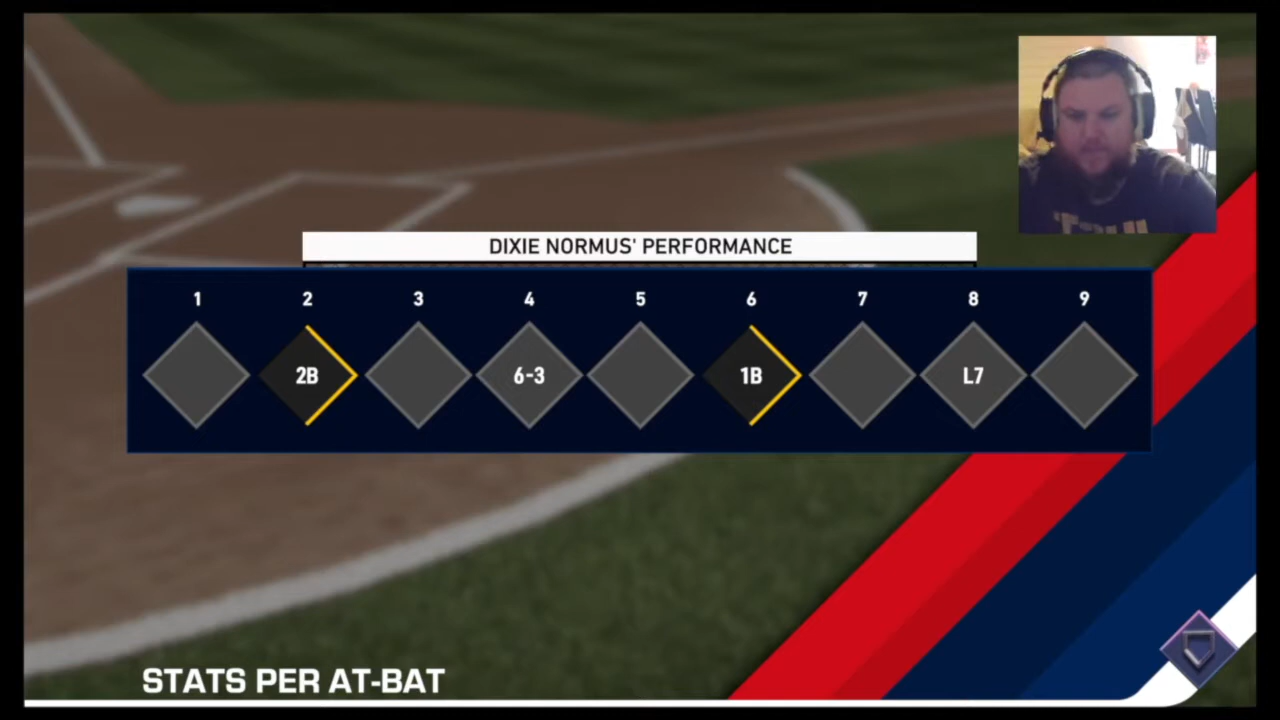 DIXIE NORMUS' PERFORMANCE
1 2 3 4 5 6 7 8 9
2B 6-3 1B L7
STATS PER AT-BAT